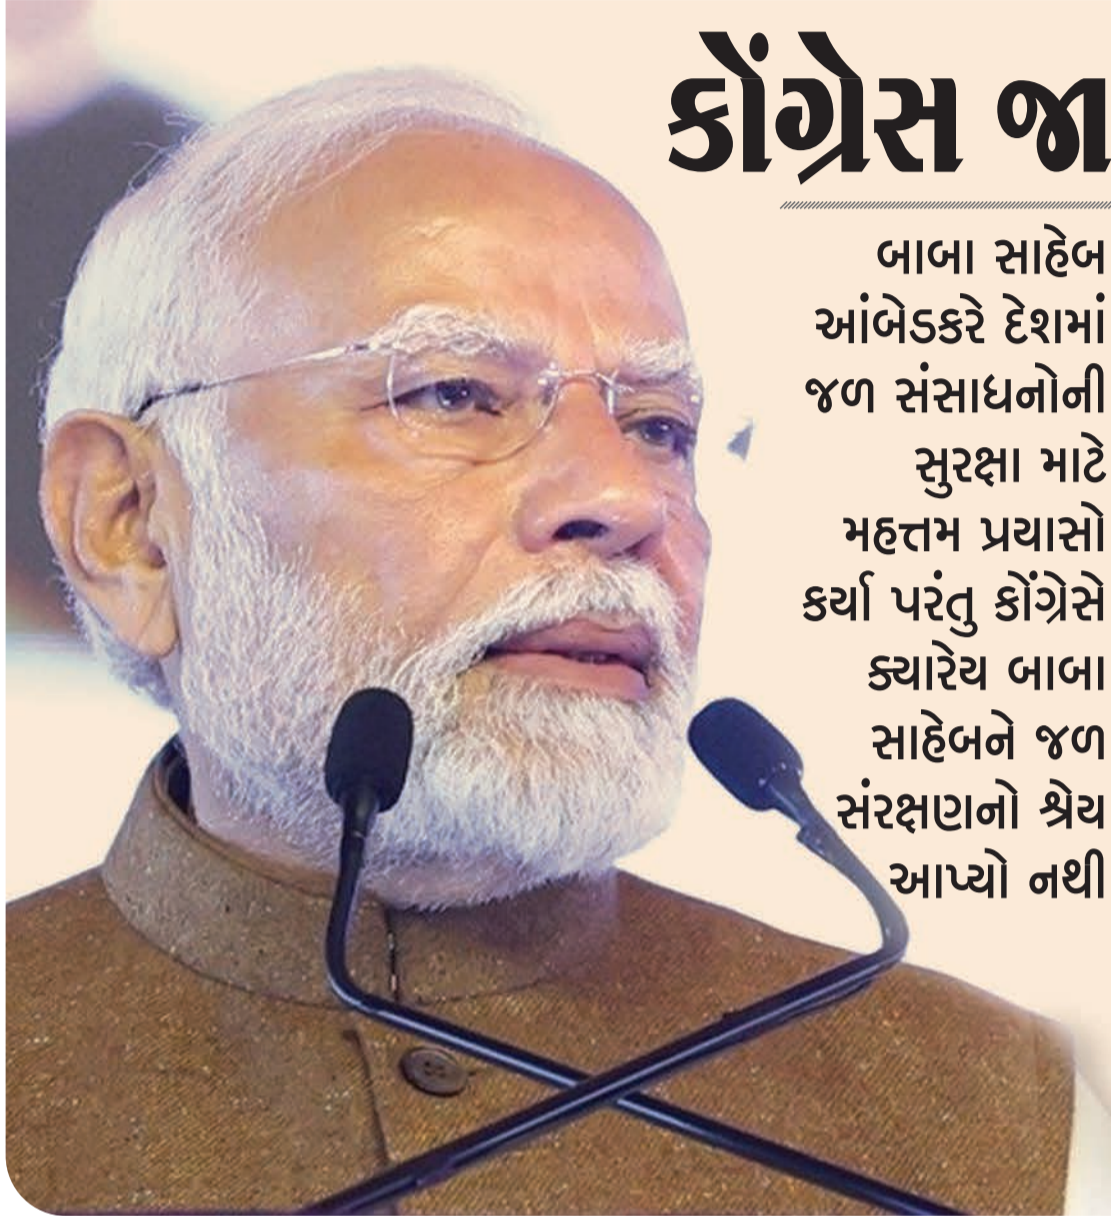 કોંગ્રેસ જા
બાબા સાહેબ
આંબેડકરે દેશમાં
જળ સંસાધનોની
સુરક્ષા માટે
મહત્તમ પ્રયાસો
કર્યા પરંતુ કોંગ્રેસે
ક્યારેય બાબા
સાહેબને જળ
સંરક્ષણનો શ્રેય
આપ્યો નથી